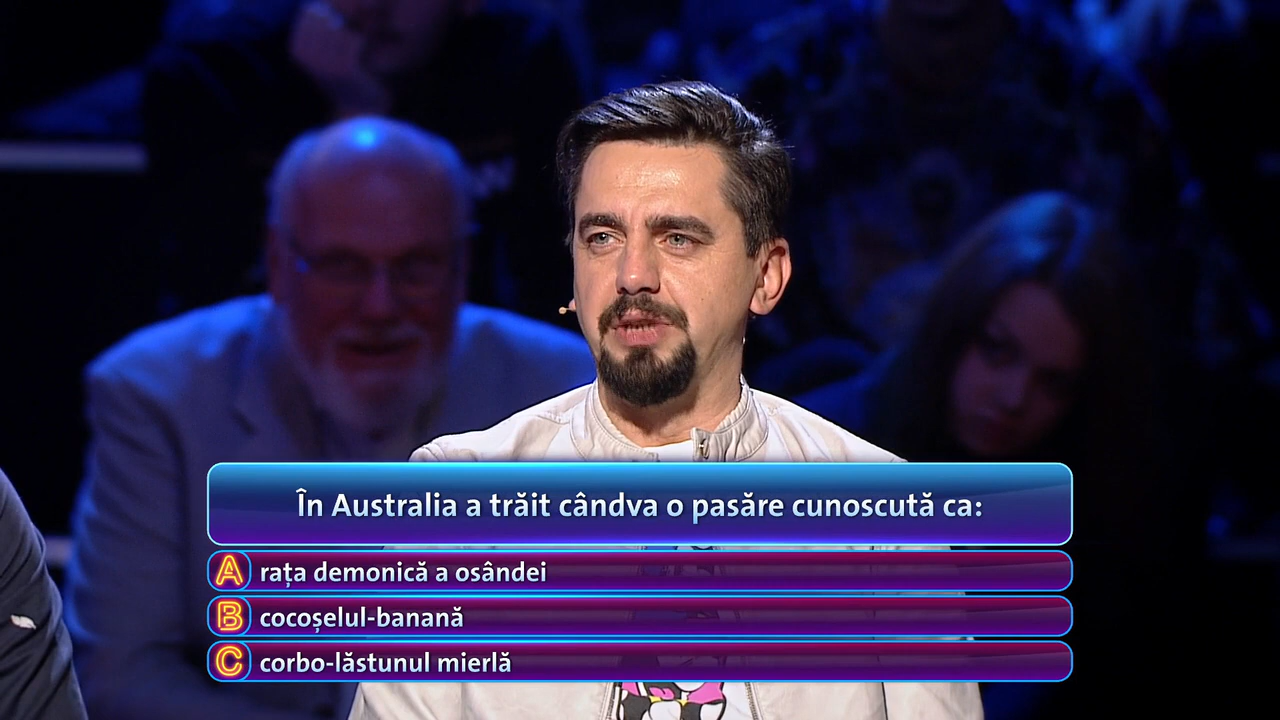 În Australia a trăit cândva o pasăre cunoscută ca:
A rața demonică a osândei
B cocoșelul-banană
C corbo-lăstunul mierlă